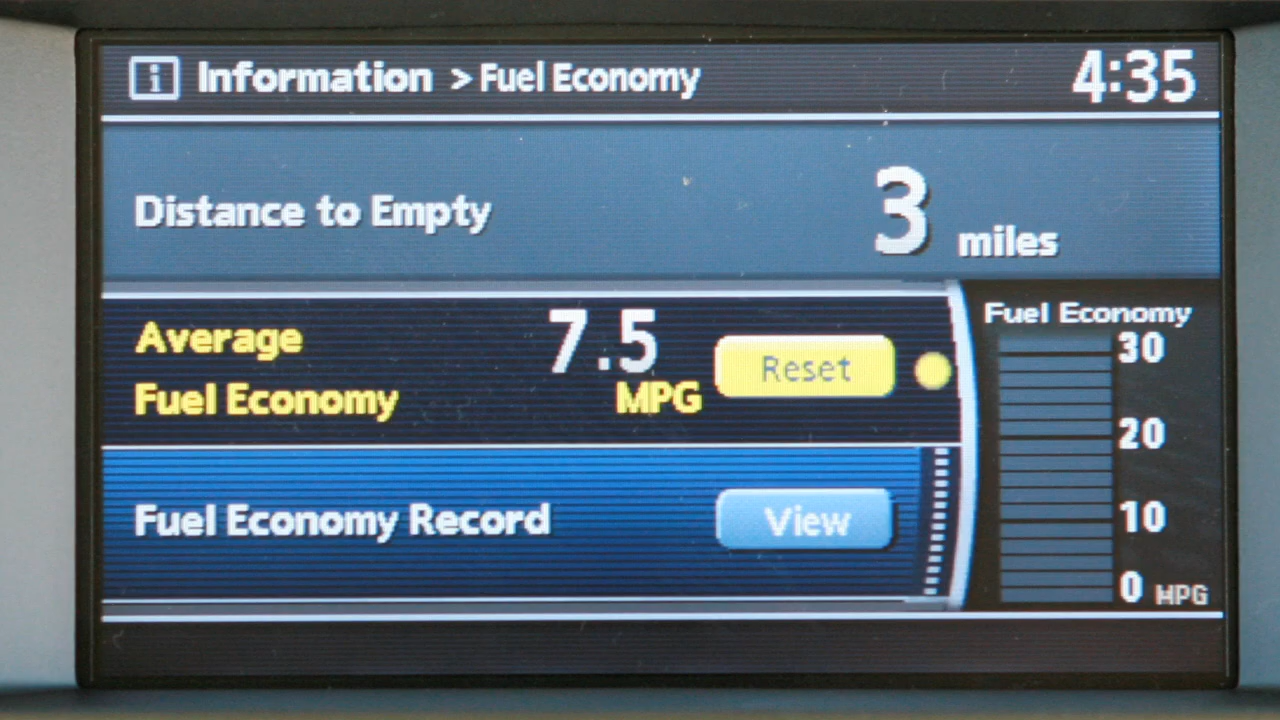 i Information > Fuel Economy 4:35
Distance to Empty 3 miles
Average 7.5 Reset
Fuel Economy MPG
Fuel Economy Record View
Fuel Economy
30
20
10
0 MPG